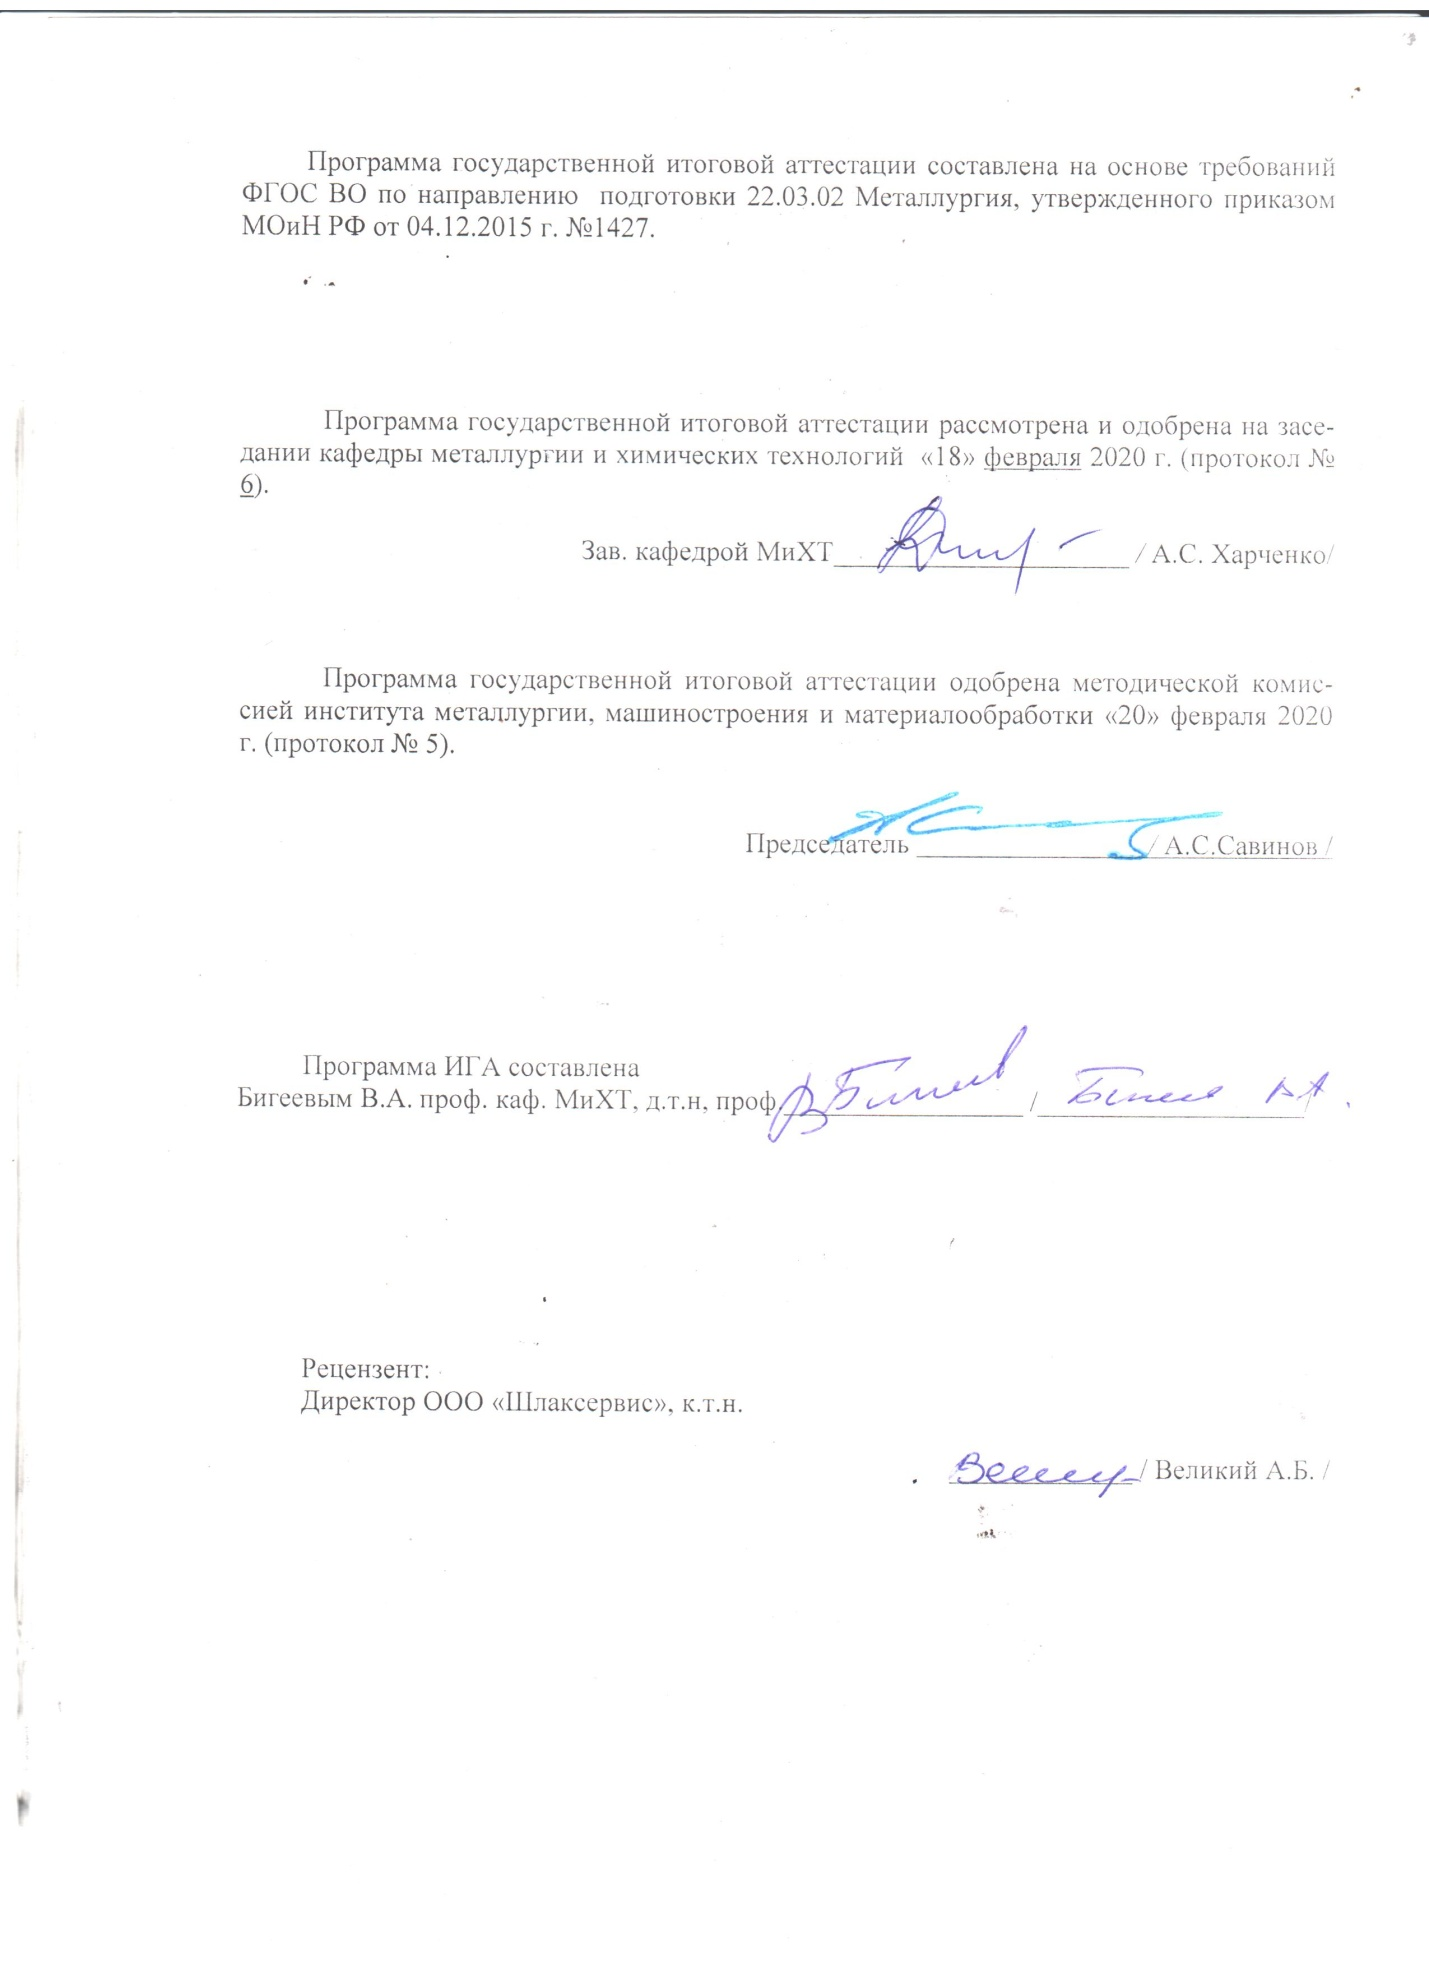 Программа государственной итоговой аттестации составлена на основе требований
ФГОС ВО по направлению подготовки 22.03.02 Металлургия, утвержденного приказом
МОиН РФ от 04.12.2015 г. №1427.
Программа государственной итоговой аттестации рассмотрена и одобрена на засе-
дании кафедры металлургии и химических технологий «18» февраля 2020 г. (протокол №
6).
Зав. кафедрой МиХТ / А.С. Харченко/
Программа государственной итоговой аттестации одобрена методической комис-
сией института металлургии, машиностроения и материалообработки «20» февраля 2020
г. (протокол № 5).
Председатель / А.С.Савинов /
Программа ИГА составлена
Бигеевым В.А. проф. каф. МиХТ, д.т.н, проф. / Бигеев В.А.
Рецензент:
Директор ООО «Шлаксервис», к.т.н.
/ Великий А.Б. /